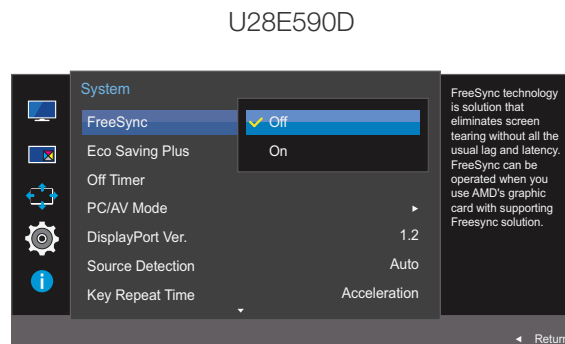 U28E590D
System
FreeSync
Off
Eco Saving Plus
On
Off Timer
PC/AV Mode
DisplayPort Ver.
1.2
Source Detection
Auto
Key Repeat Time
Acceleration
FreeSync technology
is solution that
eliminates screen
tearing without all the
usual lag and latency.
FreeSync can be
operated when you
use AMD's graphic
card with supporting
Freesync solution.
Return